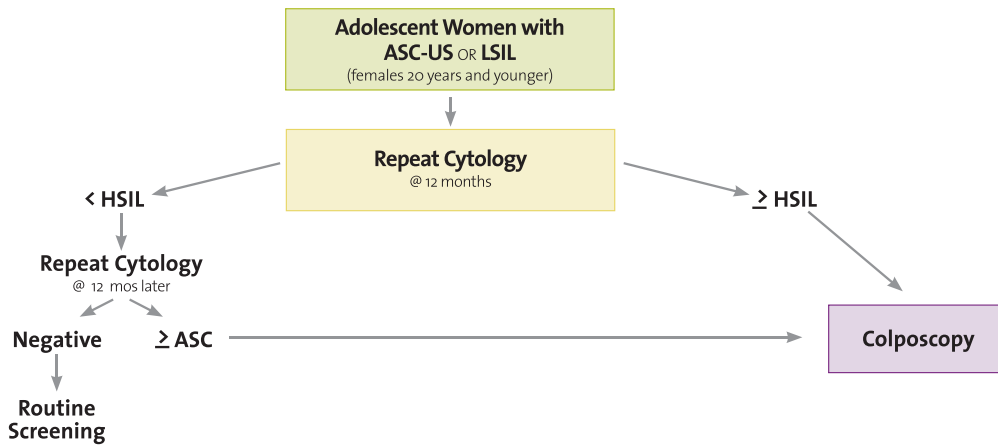 Adolescent Women with
ASC-US OR LSIL
(females 20 years and younger)
Repeat Cytology
@ 12 months
< HSIL
≥ HSIL
Repeat Cytology
@ 12 mos later
Negative
≥ ASC
Colposcopy
Routine
Screening